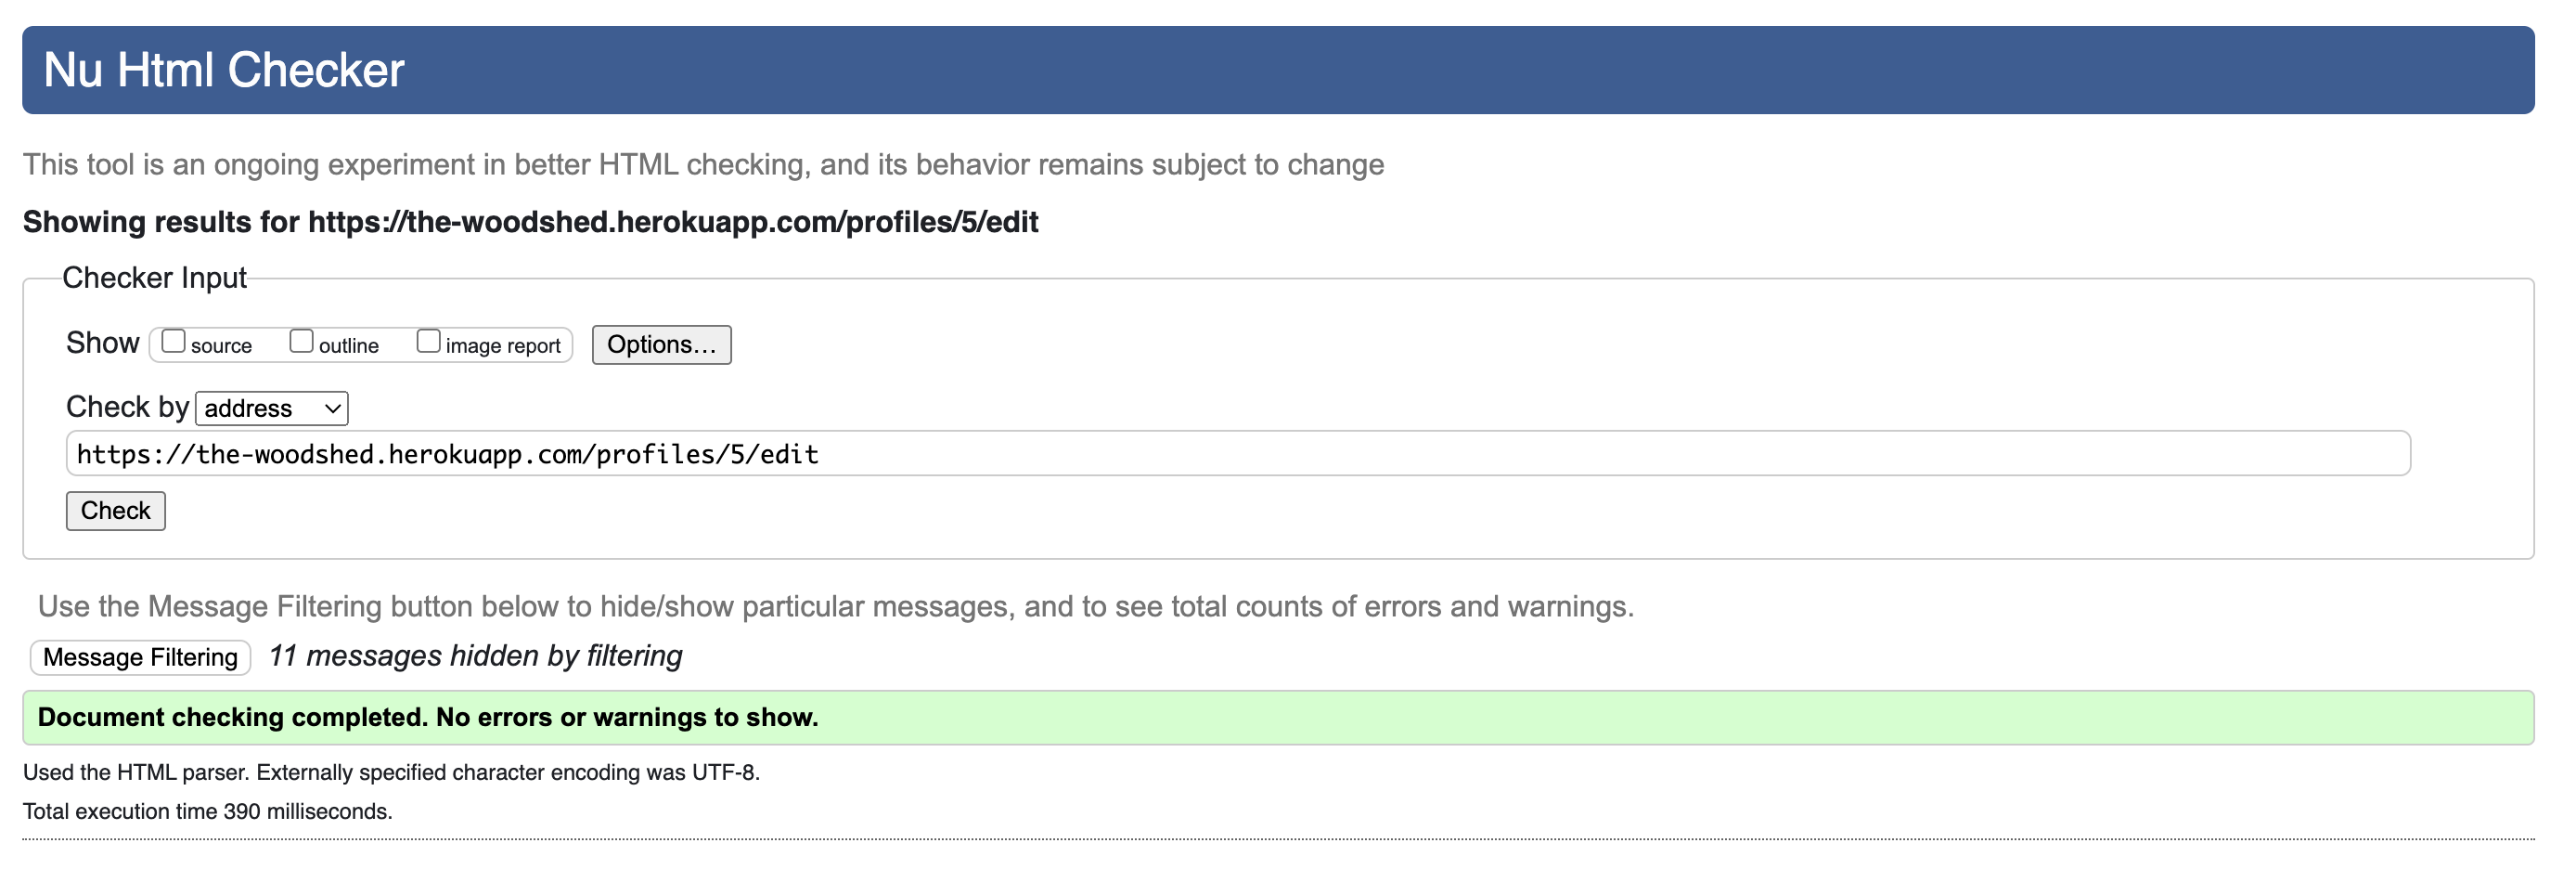 Nu Html Checker
This tool is an ongoing experiment in better HTML checking, and its behavior remains subject to change
Showing results for https://the-woodshed.herokuapp.com/profiles/5/edit
Checker Input
Show source outline image report Options...
Check by address
https://the-woodshed.herokuapp.com/profiles/5/edit
Check
Use the Message Filtering button below to hide/show particular messages, and to see total counts of errors and warnings.
Message Filtering 11 messages hidden by filtering
Document checking completed. No errors or warnings to show.
Used the HTML parser. Externally specified character encoding was UTF-8.
Total execution time 390 milliseconds.